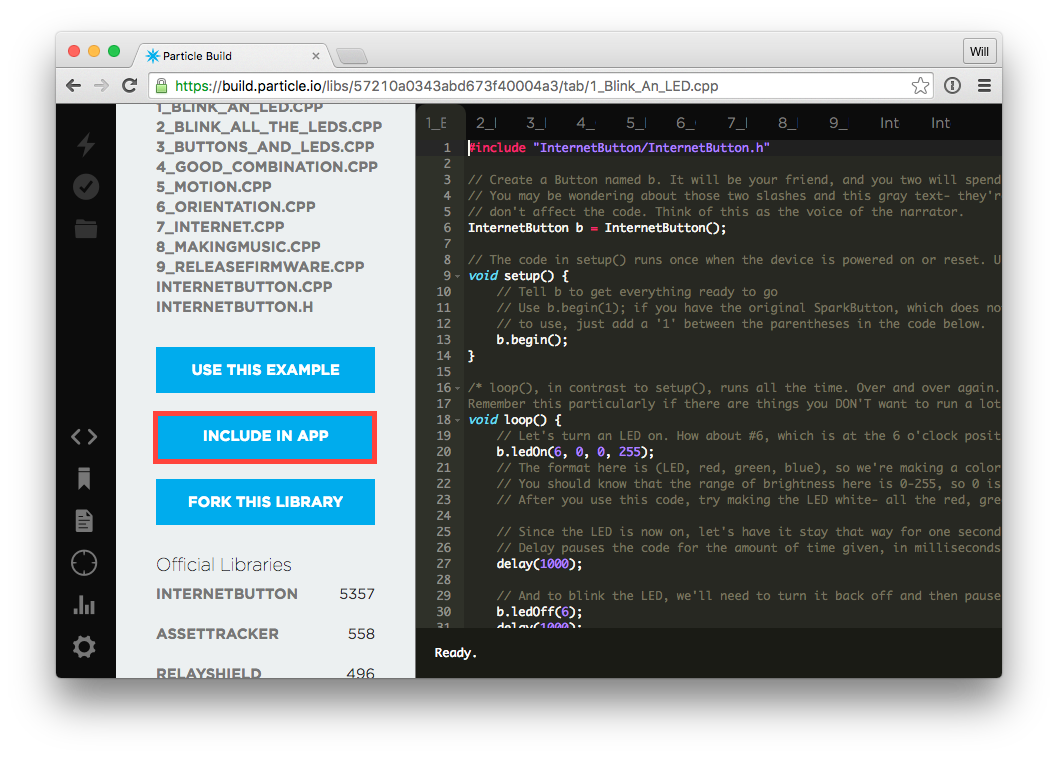 Particle Build
Will
https://build.particle.io/libs/57210a0343abd673f40004a3/tab/1_Blink_An_LED.cpp
1_BLINK_AN_LED.CPP
2_BLINK_ALL_THE_LEDS.CPP
3_BUTTONS_AND_LEDS.CPP
4_GOOD_COMBINATION.CPP
5_MOTION.CPP
6_ORIENTATION.CPP
7_INTERNET.CPP
8_MAKINGMUSIC.CPP
9_RELEASEFIRMWARE.CPP
INTERNETBUTTON.CPP
INTERNETBUTTON.H
USE THIS EXAMPLE
INCLUDE IN APP
FORK THIS LIBRARY
Official Libraries
INTERNETBUTTON 5357
ASSETTRACKER 558
RELAYSHIELD 496
1_E 2_ 3_ 4_ 5_ 6_ 7_ 8_ 9_ Int Int
1 #include "InternetButton/InternetButton.h"
2
3 // Create a Button named b. It will be your friend, and you two will spend
4 // You may be wondering about those two slashes and this gray text- they'r
5 // don't affect the code. Think of this as the voice of the narrator.
6 InternetButton b = InternetButton();
7
8 // The code in setup() runs once when the device is powered on or reset. U
9 void setup() {
10 // Tell b to get everything ready to go
11 // Use b.begin(1); if you have the original SparkButton, which does no
12 // to use, just add a '1' between the parentheses in the code below.
13 b.begin();
14 }
15
16 /* loop(), in contrast to setup(), runs all the time. Over and over again.
17 Remember this particularly if there are things you DON'T want to run a lot
18 void loop() {
19 // Let's turn an LED on. How about #6, which is at the 6 o'clock posit
20 b.ledOn(6, 0, 0, 255);
21 // The format here is (LED, red, green, blue), so we're making a color
22 // You should know that the range of brightness here is 0-255, so 0 is
23 // After you use this code, try making the LED white- all the red, gre
24
25 // Since the LED is now on, let's have it stay that way for one second
26 // Delay pauses the code for the amount of time given, in milliseconds
27 delay(1000);
28
29 // And to blink the LED, we'll need to turn it back off and then pause
30 b.ledOff(6);
31 delay(1000);
Ready.